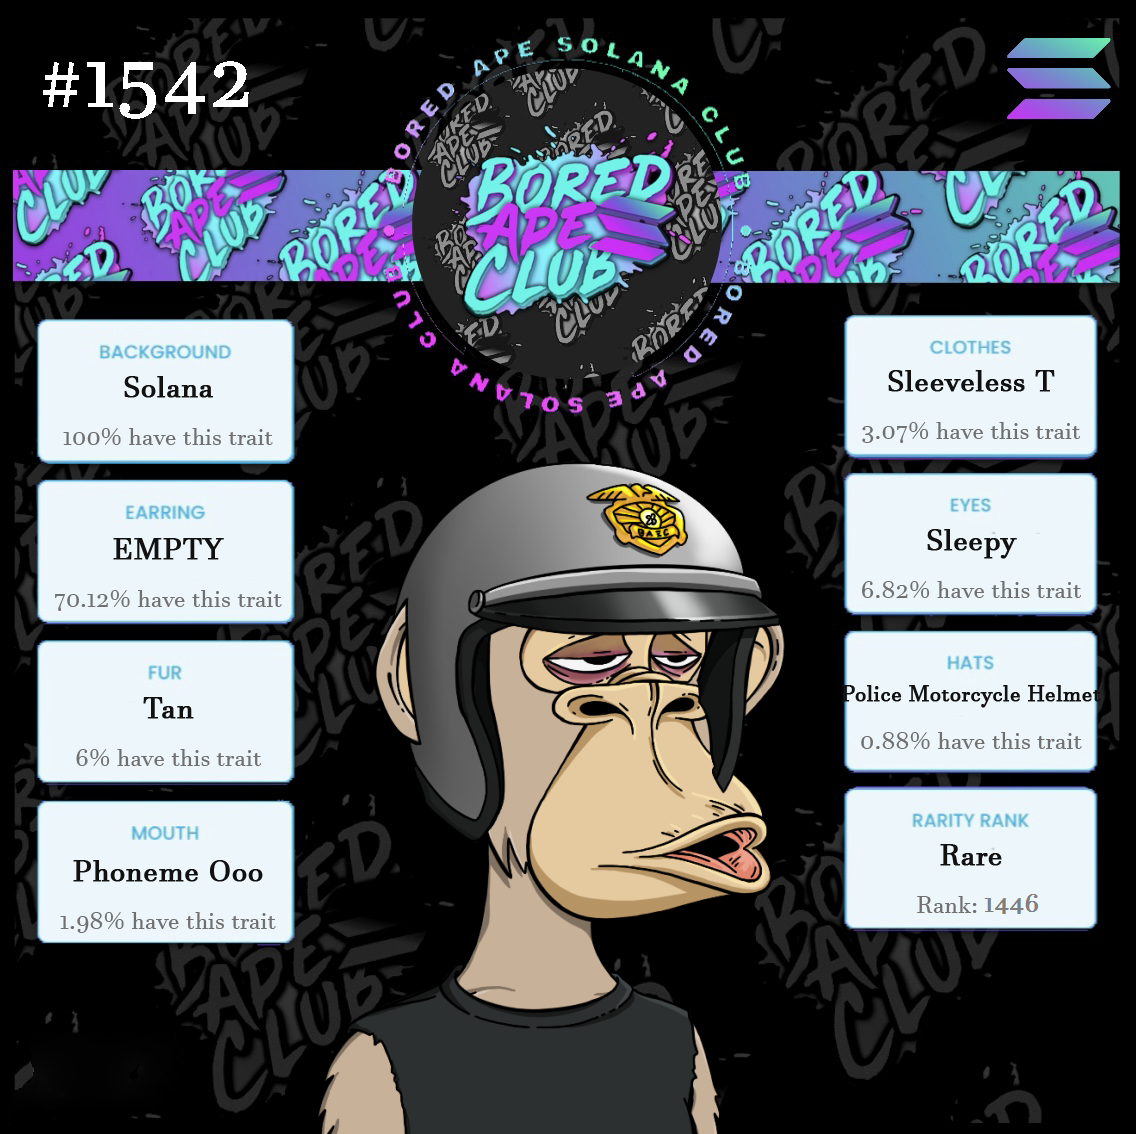 #1542
BORED APE SOLANA CLUB
BORED
APE
CLUB
BORED APE SOLANA CLUB
BACKGROUND
Solana
100% have this trait
EARRING
EMPTY
70.12% have this trait
FUR
Tan
6% have this trait
MOUTH
Phoneme Ooo
1.98% have this trait
CLOTHES
Sleeveless T
3.07% have this trait
EYES
Sleepy
6.82% have this trait
HATS
Police Motorcycle Helmet
0.88% have this trait
RARITY RANK
Rare
Rank: 1446